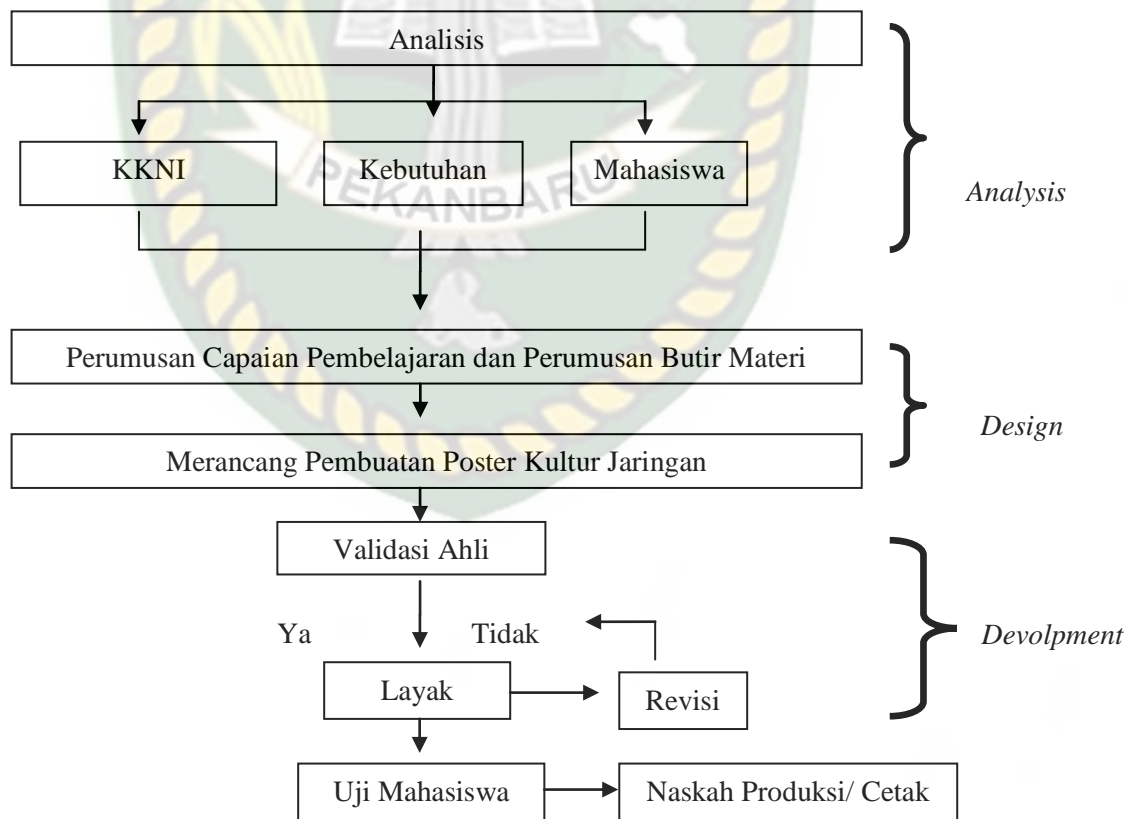 Analisis
KKNI
Kebutuhan
Mahasiswa
PEKANBARU
Analysis
Perumusan Capaian Pembelajaran dan Perumusan Butir Materi
Merancang Pembuatan Poster Kultur Jaringan
Design
Validasi Ahli
Ya
Tidak
Devolpment
Layak
Revisi
Uji Mahasiswa
Naskah Produksi/ Cetak